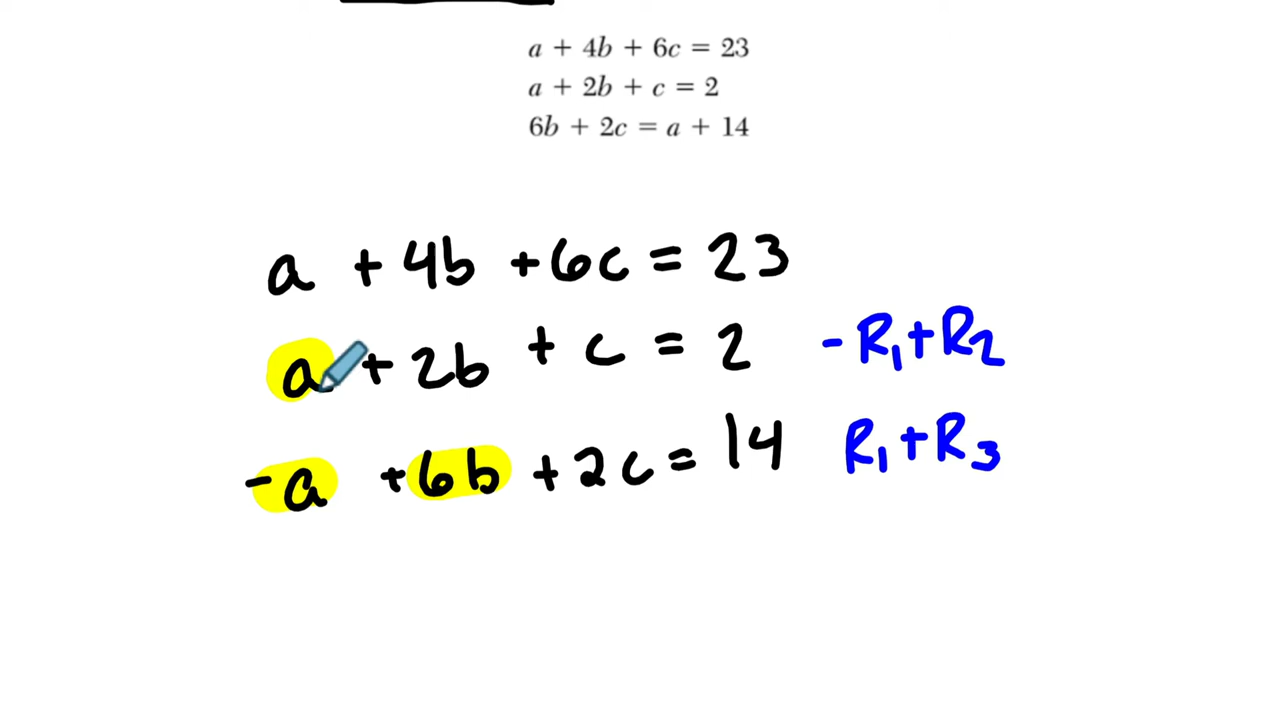 a + 4b + 6c = 23
a + 2b + c = 2
6b + 2c = a + 14
a + 4b + 6c = 23
a + 2b + c = 2 -R₁+R₂
-a + 6b + 2c = 14 R₁+R₃